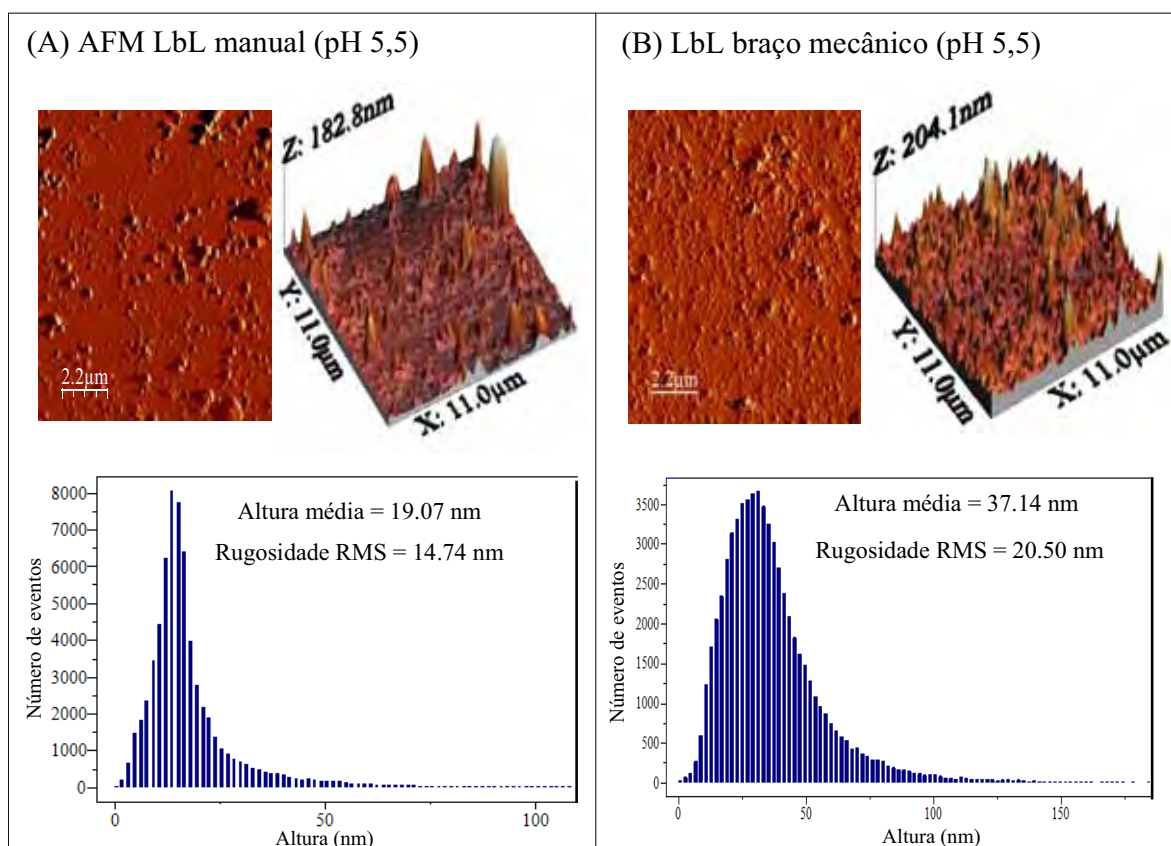 (A) AFM LbL manual (pH 5,5)
Z: 182.8nm
Y: 11.0µm
X: 11.0µm
2.2µm
8000
7000
6000
5000
4000
3000
2000
1000
0
Número de eventos
Altura média = 19.07 nm
Rugosidade RMS = 14.74 nm
0 50 100
Altura (nm)
(B) LbL braço mecânico (pH 5,5)
Z: 204.1nm
Y: 11.0µm
X: 11.0µm
2.2µm
3500
3000
2500
2000
1500
1000
500
0
Número de eventos
Altura média = 37.14 nm
Rugosidade RMS = 20.50 nm
0 50 100 150
Altura (nm)